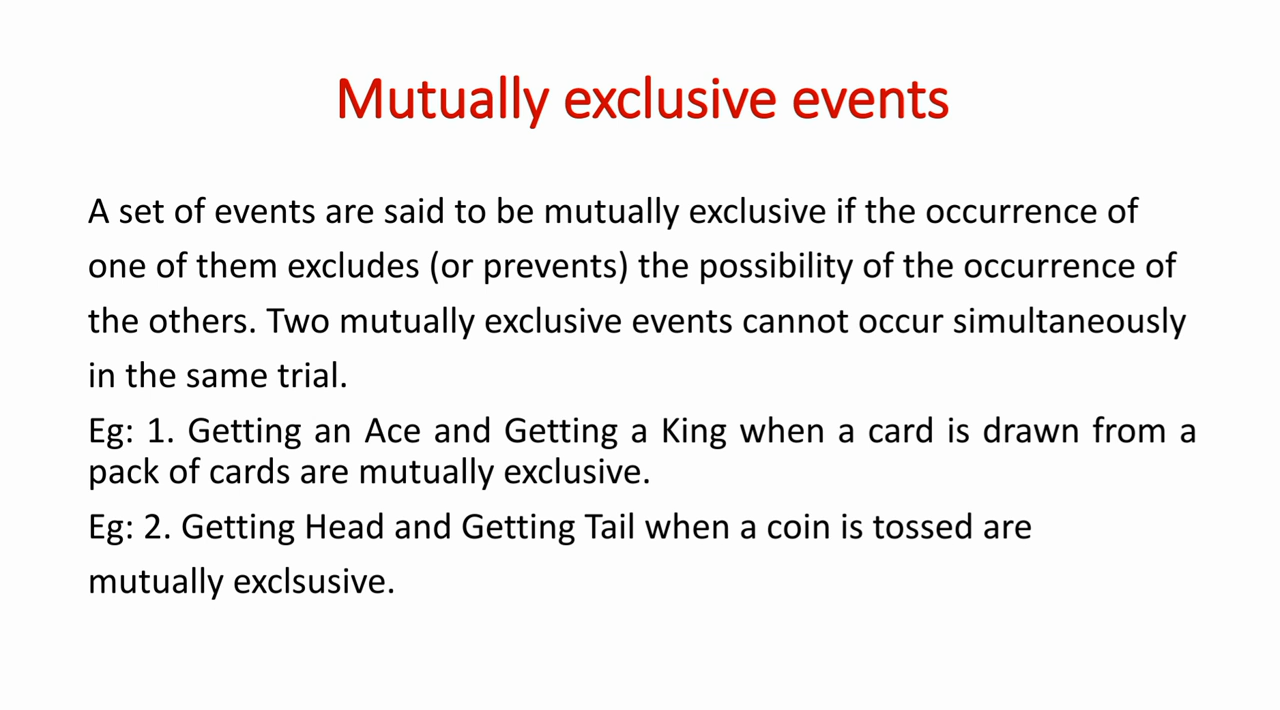 Mutually exclusive events
A set of events are said to be mutually exclusive if the occurrence of
one of them excludes (or prevents) the possibility of the occurrence of
the others. Two mutually exclusive events cannot occur simultaneously
in the same trial.
Eg: 1. Getting an Ace and Getting a King when a card is drawn from a
pack of cards are mutually exclusive.
Eg: 2. Getting Head and Getting Tail when a coin is tossed are
mutually exclsusive.